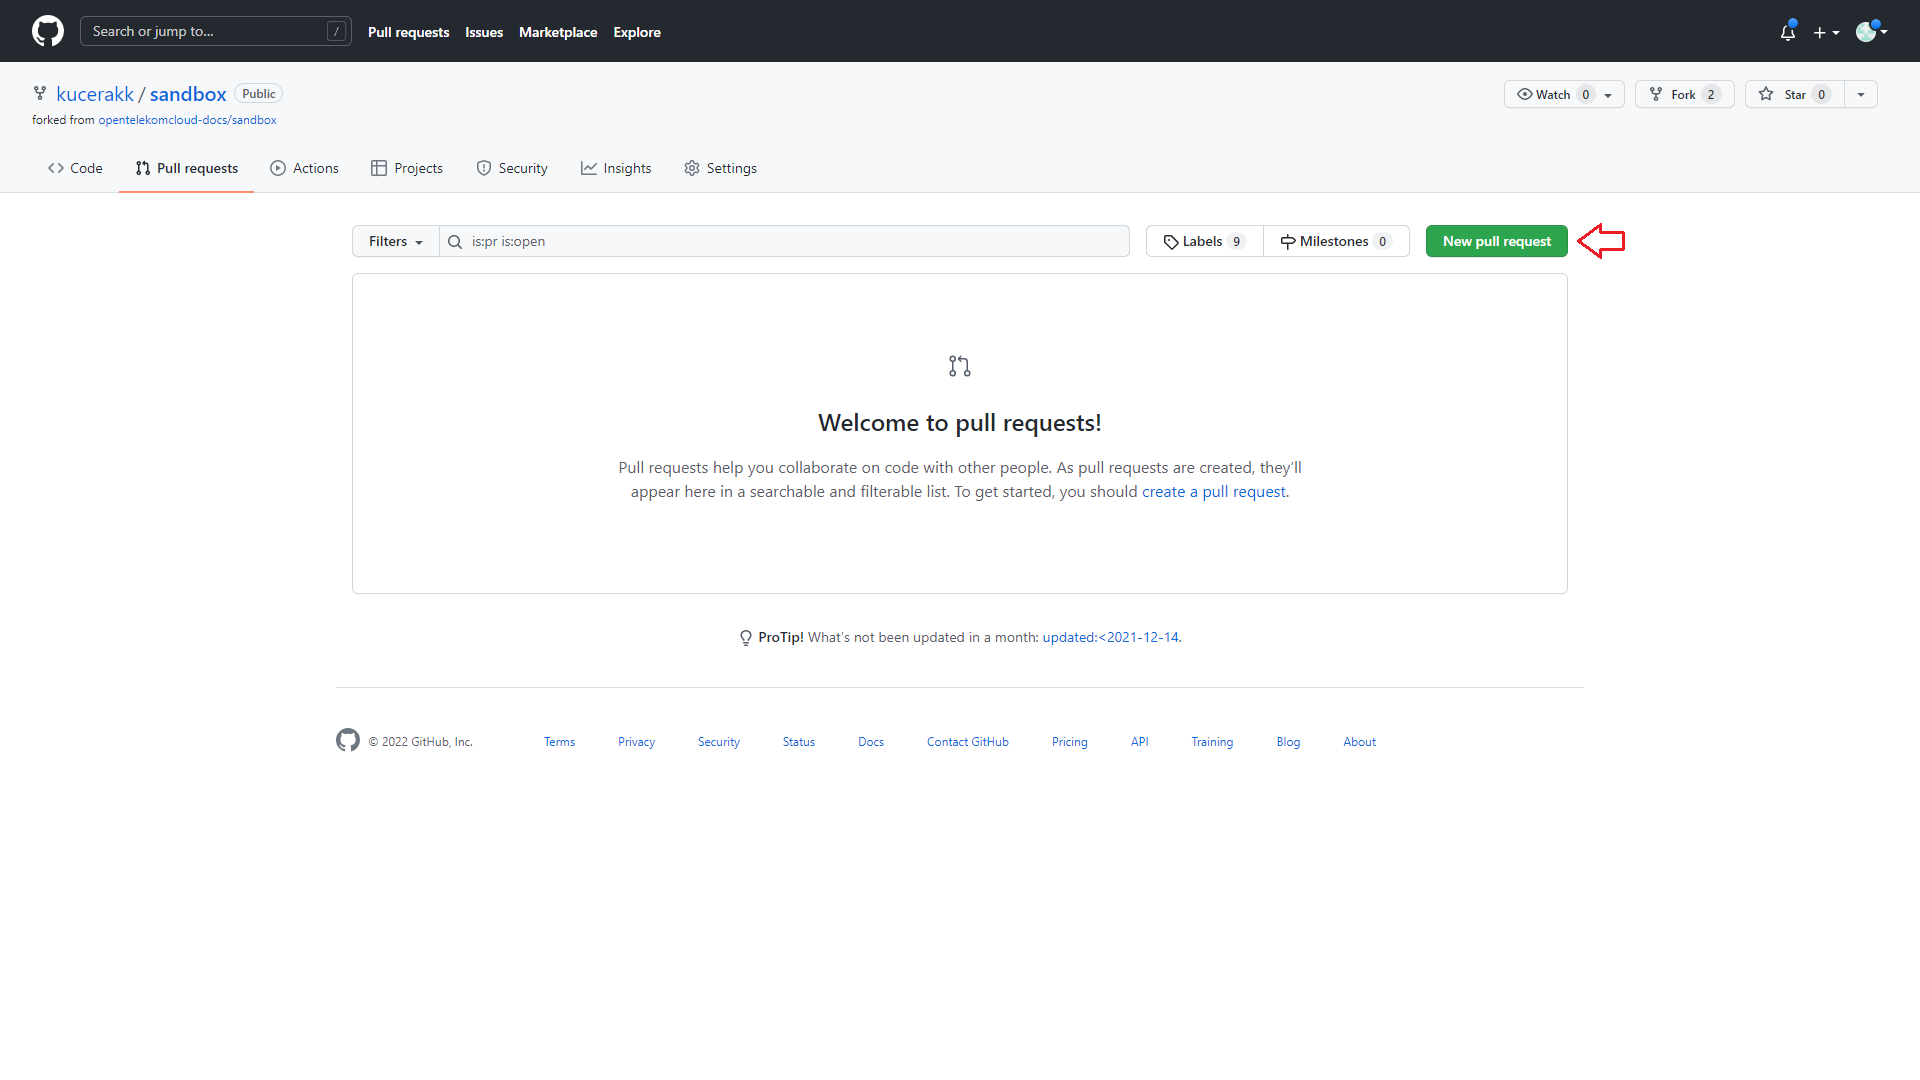 Search or jump to... / Pull requests Issues Marketplace Explore
kucerakk / sandbox Public Watch 0 Fork 2 Star 0
forked from opentelekomcloud-docs/sandbox
Code Pull requests Actions Projects Security Insights Settings
Filters is:pr is:open Labels 9 Milestones 0 New pull request
Welcome to pull requests!
Pull requests help you collaborate on code with other people. As pull requests are created, they’ll
appear here in a searchable and filterable list. To get started, you should create a pull request.
ProTip! What’s not been updated in a month: updated:<2021-12-14.
© 2022 GitHub, Inc. Terms Privacy Security Status Docs Contact GitHub Pricing API Training Blog About